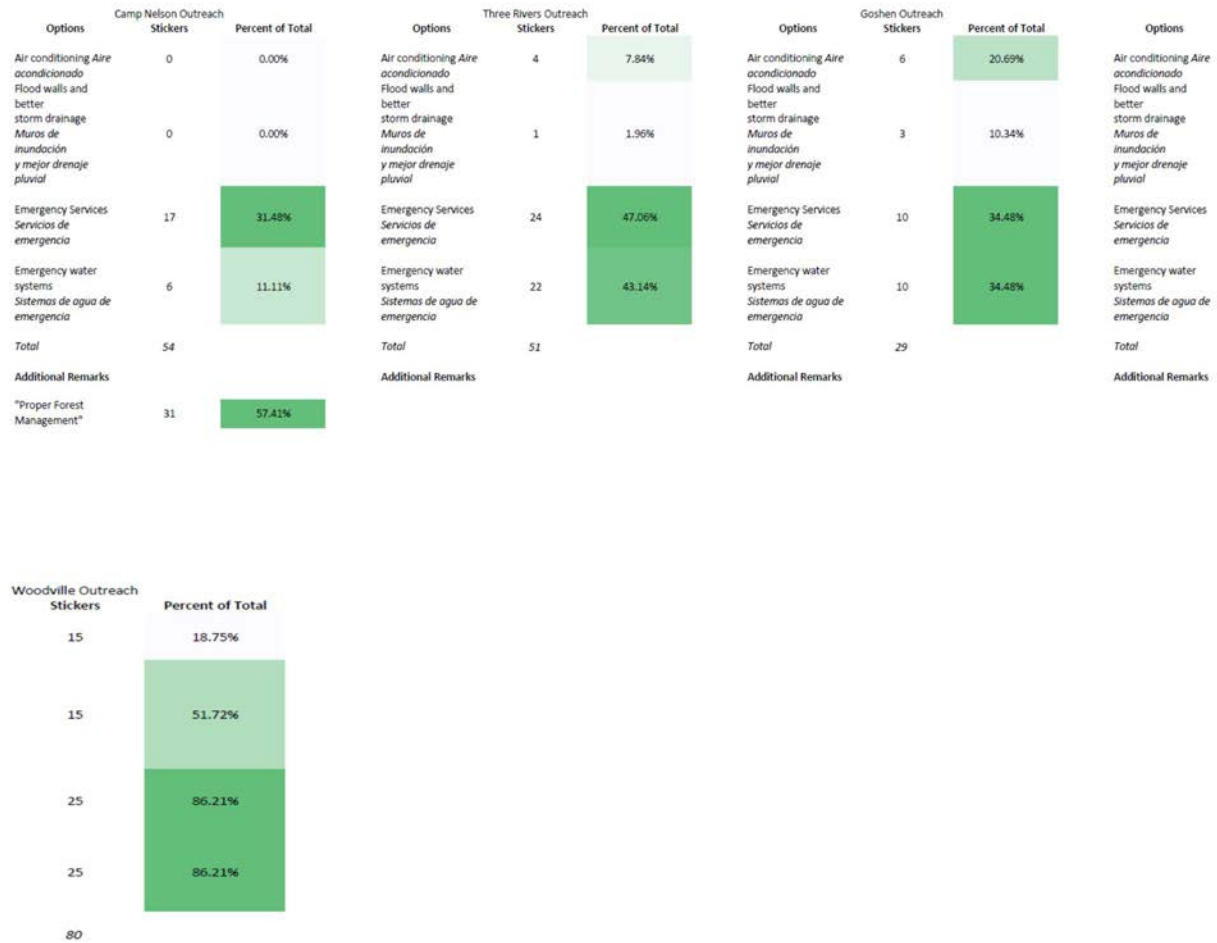 Camp Nelson Outreach
Options Stickers Percent of Total
Air conditioning Aire
acondicionado
0 0.00%
Flood walls and
better
storm drainage
Muros de
inundación
y mejor drenaje
pluvial
0 0.00%
Emergency Services
Servicios de
emergencia
17 31.48%
Emergency water
systems
Sistemas de agua de
emergencia
6 11.11%
Total 54
Additional Remarks
"Proper Forest
Management"
31 57.41%
Three Rivers Outreach
Options Stickers Percent of Total
Air conditioning Aire
acondicionado
4 7.84%
Flood walls and
better
storm drainage
Muros de
inundación
y mejor drenaje
pluvial
1 1.96%
Emergency Services
Servicios de
emergencia
24 47.06%
Emergency water
systems
Sistemas de agua de
emergencia
22 43.14%
Total 51
Additional Remarks
Goshen Outreach
Options Stickers Percent of Total
Air conditioning Aire
acondicionado
6 20.69%
Flood walls and
better
storm drainage
Muros de
inundación
y mejor drenaje
pluvial
3 10.34%
Emergency Services
Servicios de
emergencia
10 34.48%
Emergency water
systems
Sistemas de agua de
emergencia
10 34.48%
Total 29
Additional Remarks
Options
Air conditioning Aire
acondicionado
Flood walls and
better
storm drainage
Muros de
inundación
y mejor drenaje
pluvial
Emergency Services
Servicios de
emergencia
Emergency water
systems
Sistemas de agua de
emergencia
Total
Additional Remarks
Woodville Outreach
Stickers Percent of Total
15 18.75%
15 51.72%
25 86.21%
25 86.21%
80